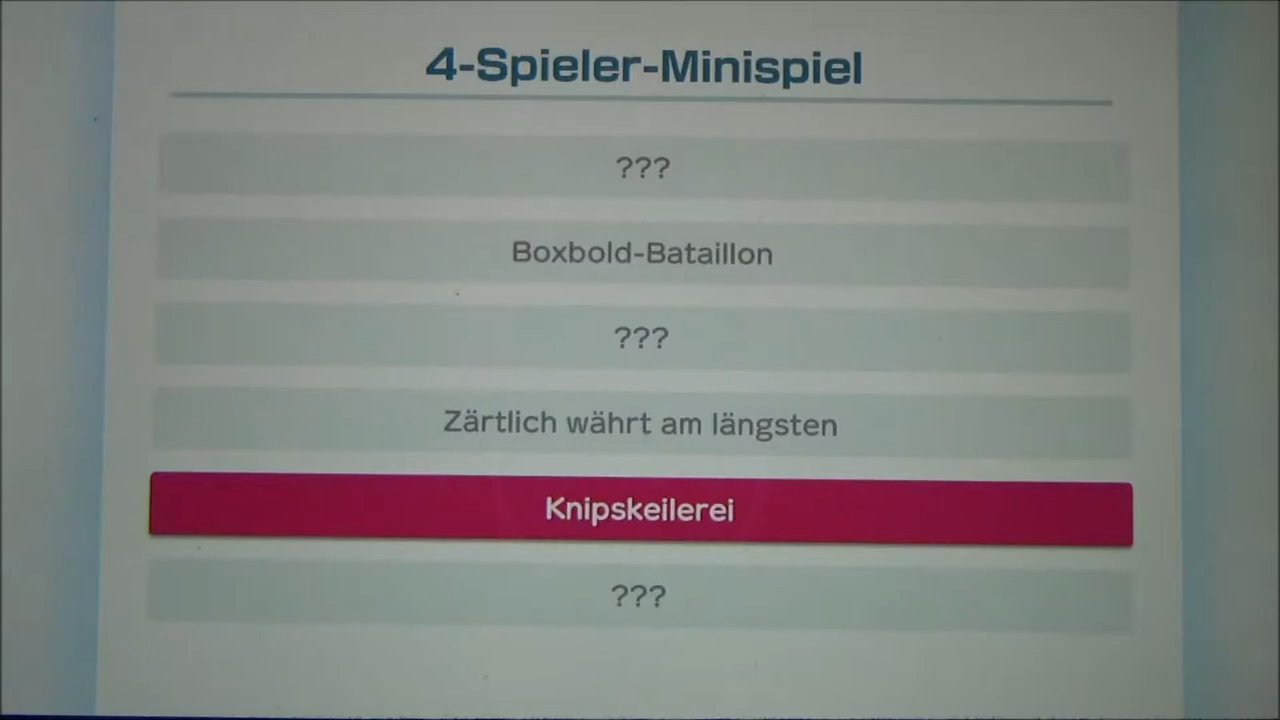 4-Spieler-Minispiel
???
Boxbold-Bataillon
???
Zärtlich währt am längsten
Knipskeilerei
???